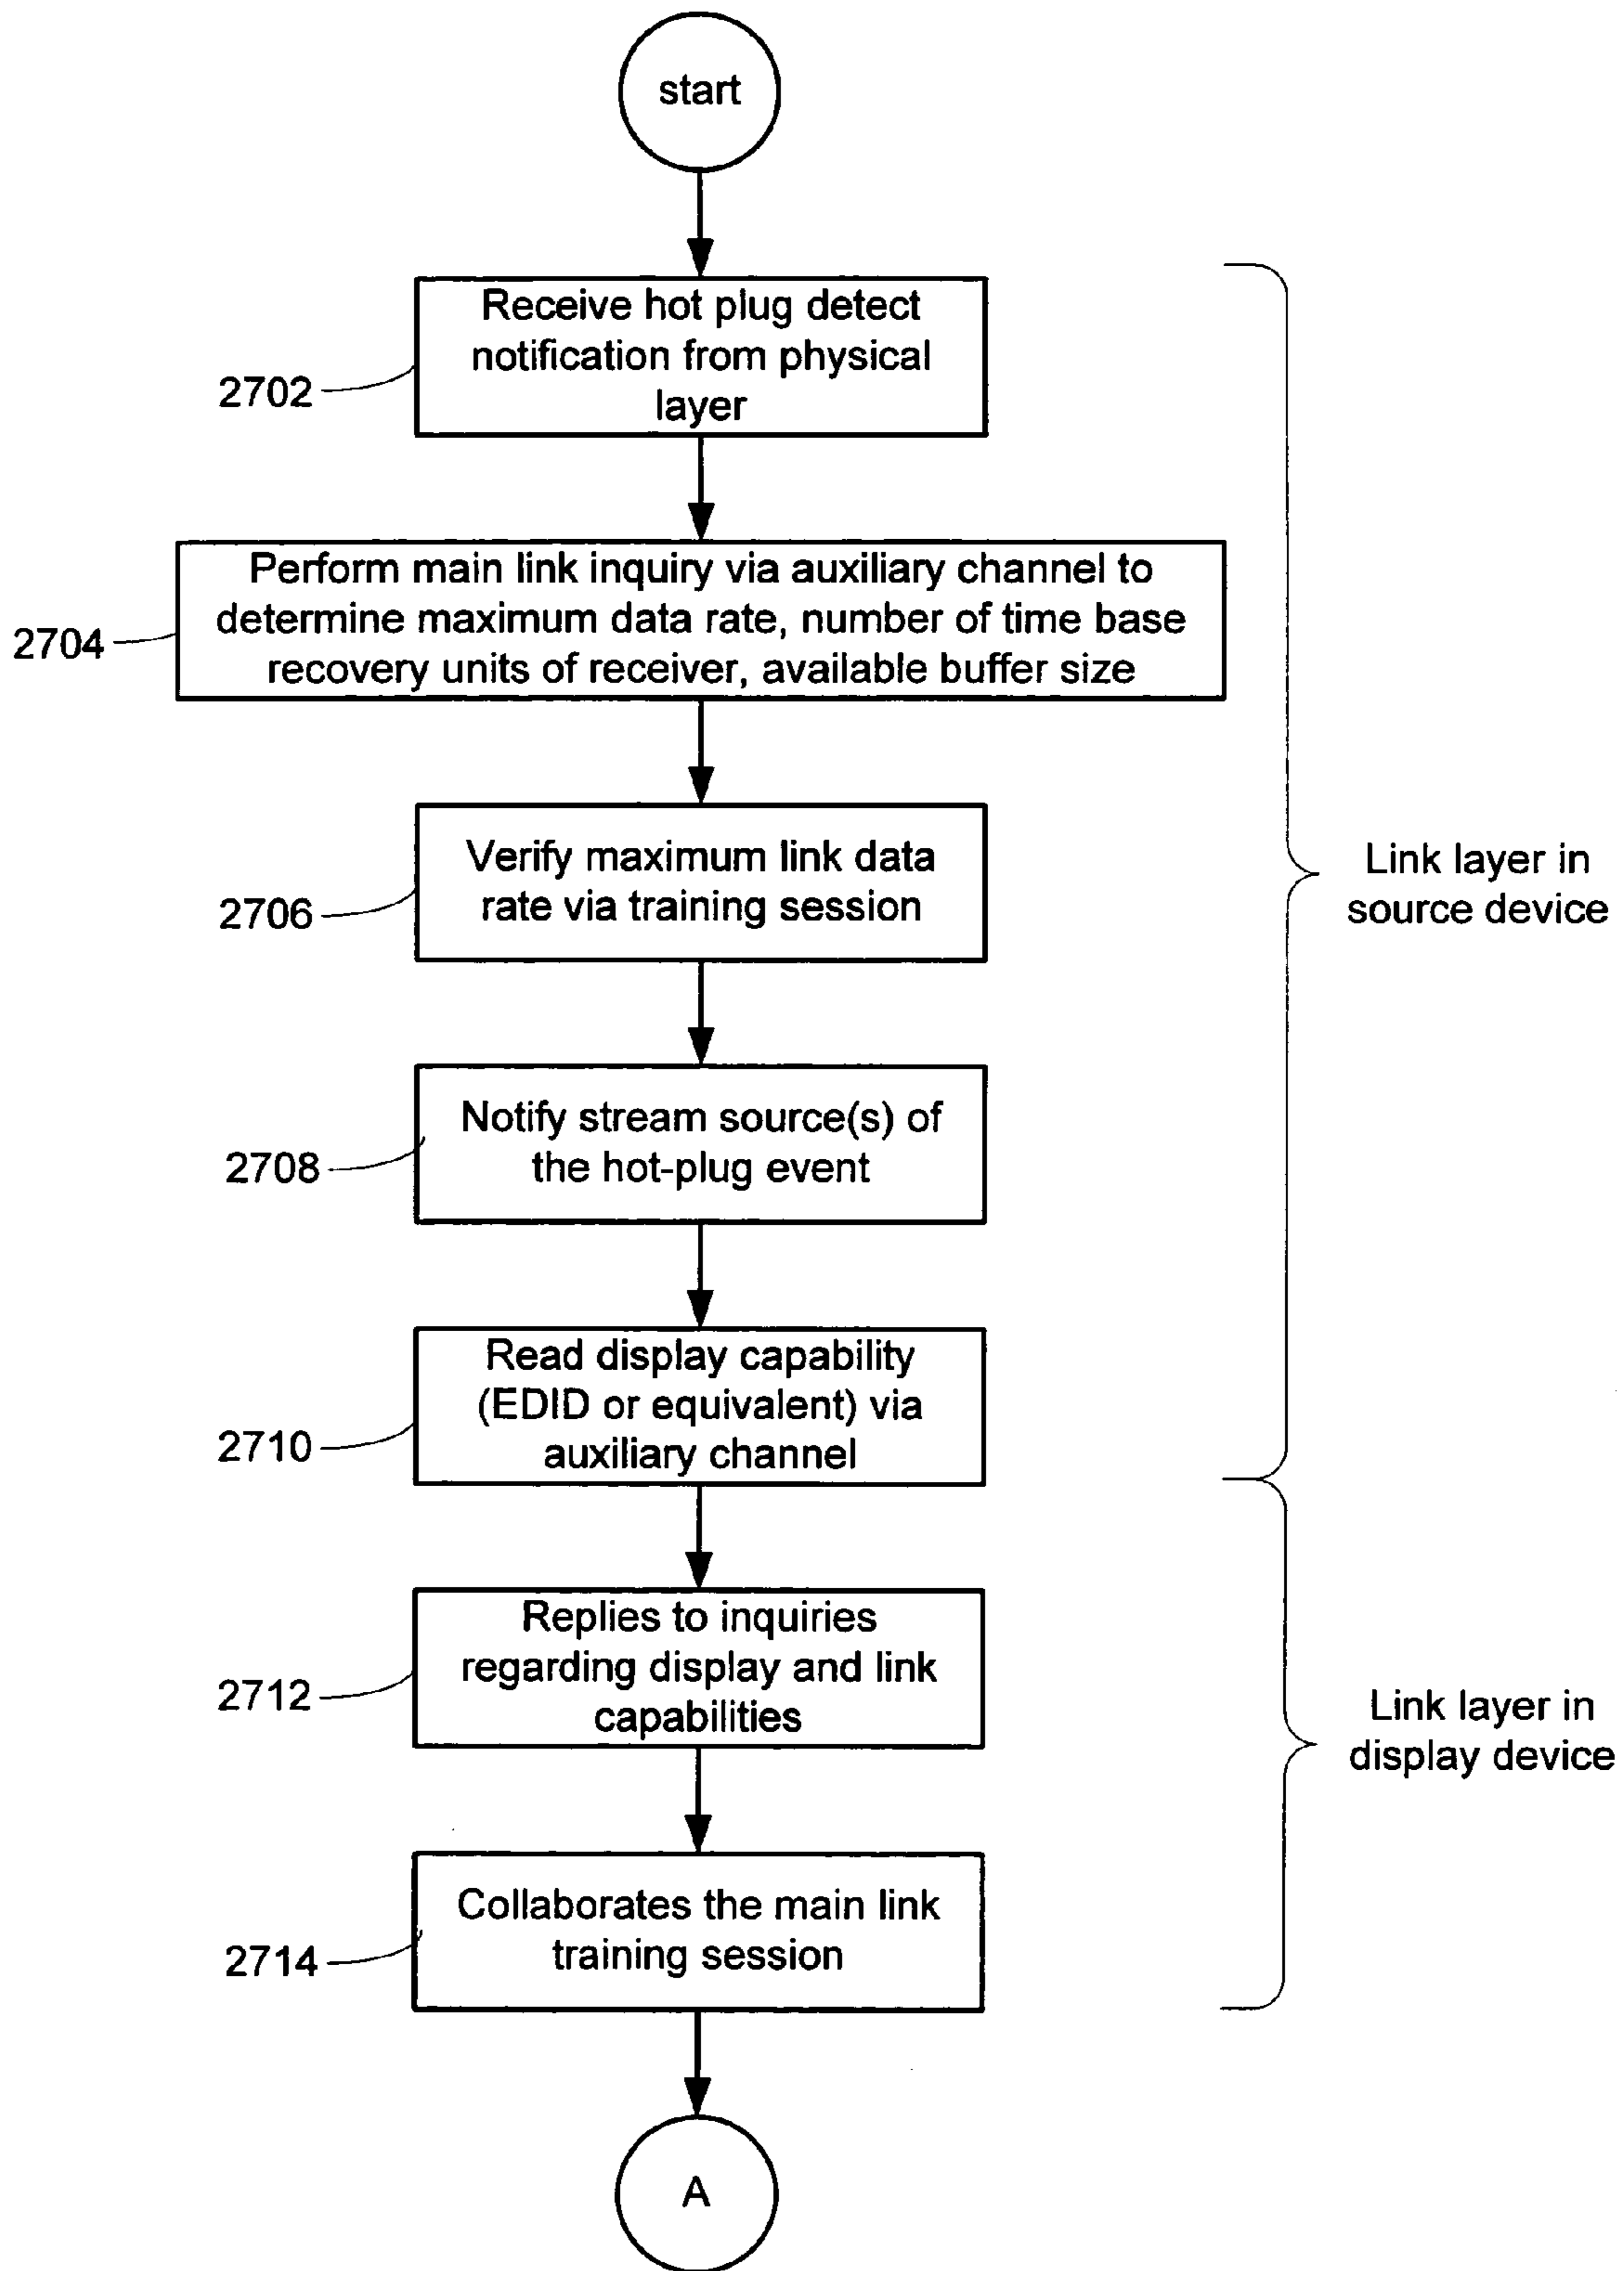 start
Receive hot plug detect
notification from physical
layer
2702
Perform main link inquiry via auxiliary channel to
determine maximum data rate, number of time base
recovery units of receiver, available buffer size
2704
Verify maximum link data
rate via training session
2706
Link layer in
source device
Notify stream source(s) of
the hot-plug event
2708
Read display capability
(EDID or equivalent) via
auxiliary channel
2710
Replies to inquiries
regarding display and link
capabilities
2712
Link layer in
display device
Collaborates the main link
training session
2714
A